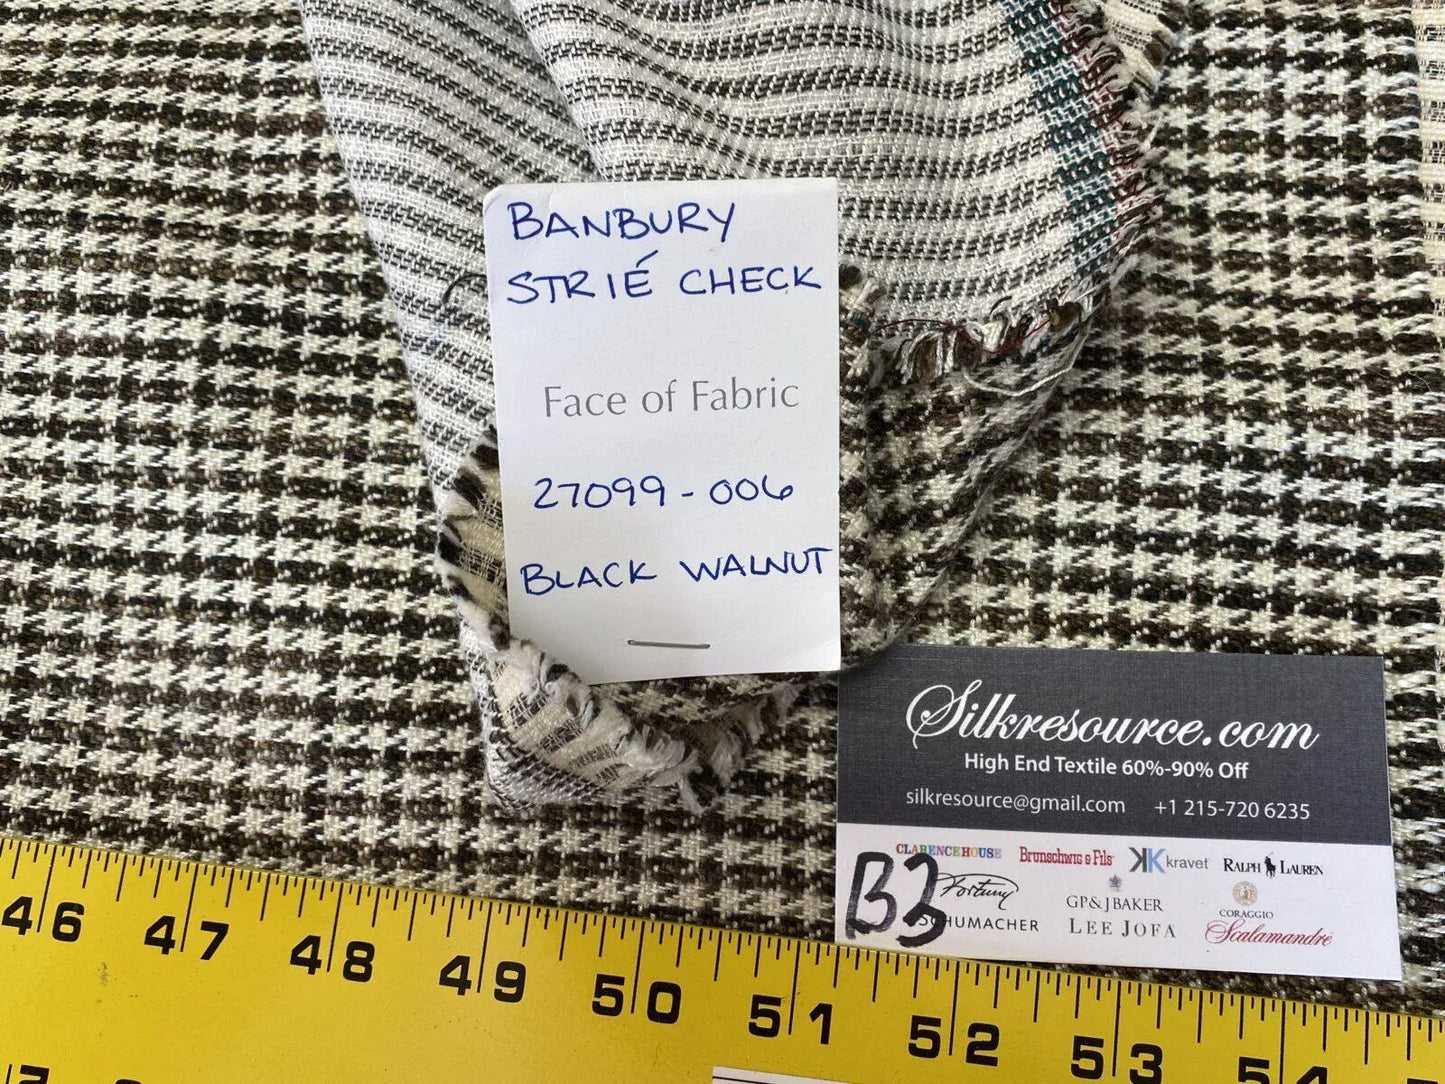 BANBURY
STRIÉ CHECK
Face of Fabric
27099-006
BLACK WALNUT
Silkresource.com
High End Textile 60%-90% Off
silkresource@gmail.com +1 215-720 6235
CLARENCE HOUSE Brunschwig & Fils kravet RALPH LAUREN
B3 Fortuny GP&J BAKER CORAGGIO
SCHUMACHER LEE JOFA Scalamandré
46 47 48 49 50 51 52 53 54